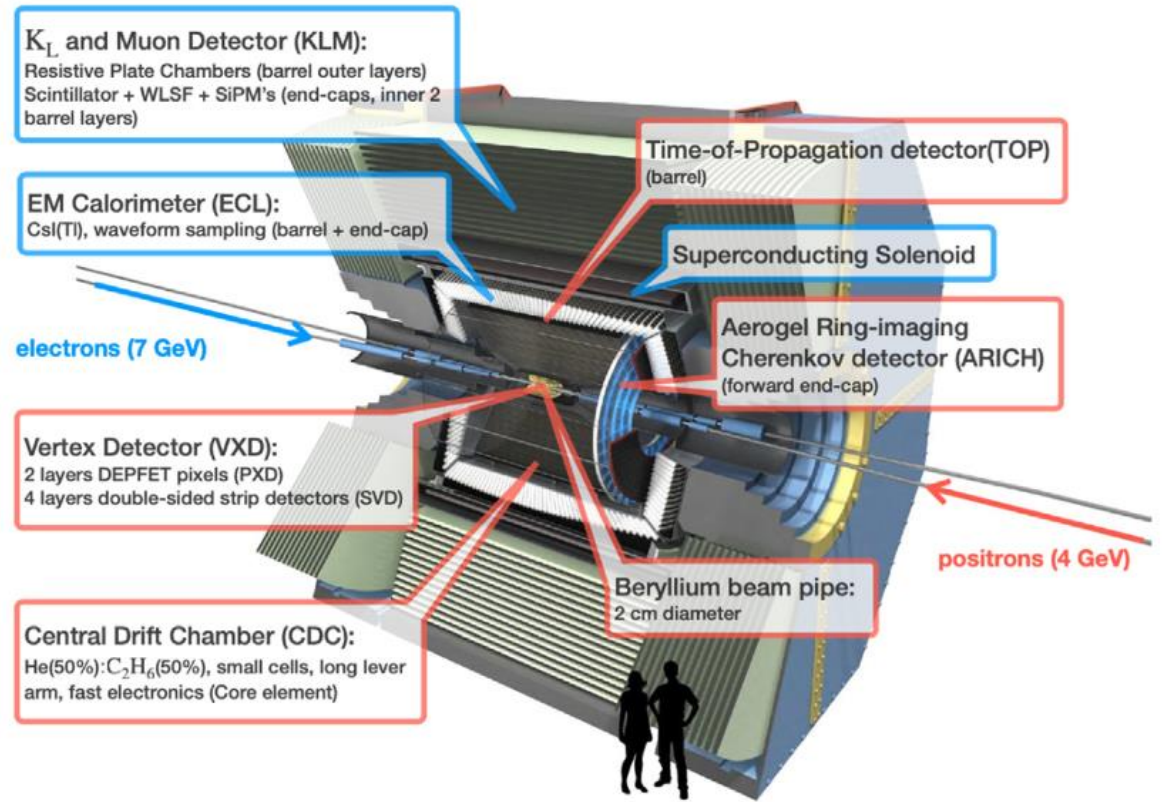 K_L and Muon Detector (KLM):
Resistive Plate Chambers (barrel outer layers)
Scintillator + WLSF + SiPM's (end-caps, inner 2
barrel layers)
Time-of-Propagation detector(TOP)
(barrel)
EM Calorimeter (ECL):
CsI(Tl), waveform sampling (barrel + end-cap)
Superconducting Solenoid
electrons (7 GeV)
Aerogel Ring-imaging
Cherenkov detector (ARICH)
(forward end-cap)
Vertex Detector (VXD):
2 layers DEPFET pixels (PXD)
4 layers double-sided strip detectors (SVD)
positrons (4 GeV)
Beryllium beam pipe:
2 cm diameter
Central Drift Chamber (CDC):
He(50%):C₂H₆(50%), small cells, long lever
arm, fast electronics (Core element)